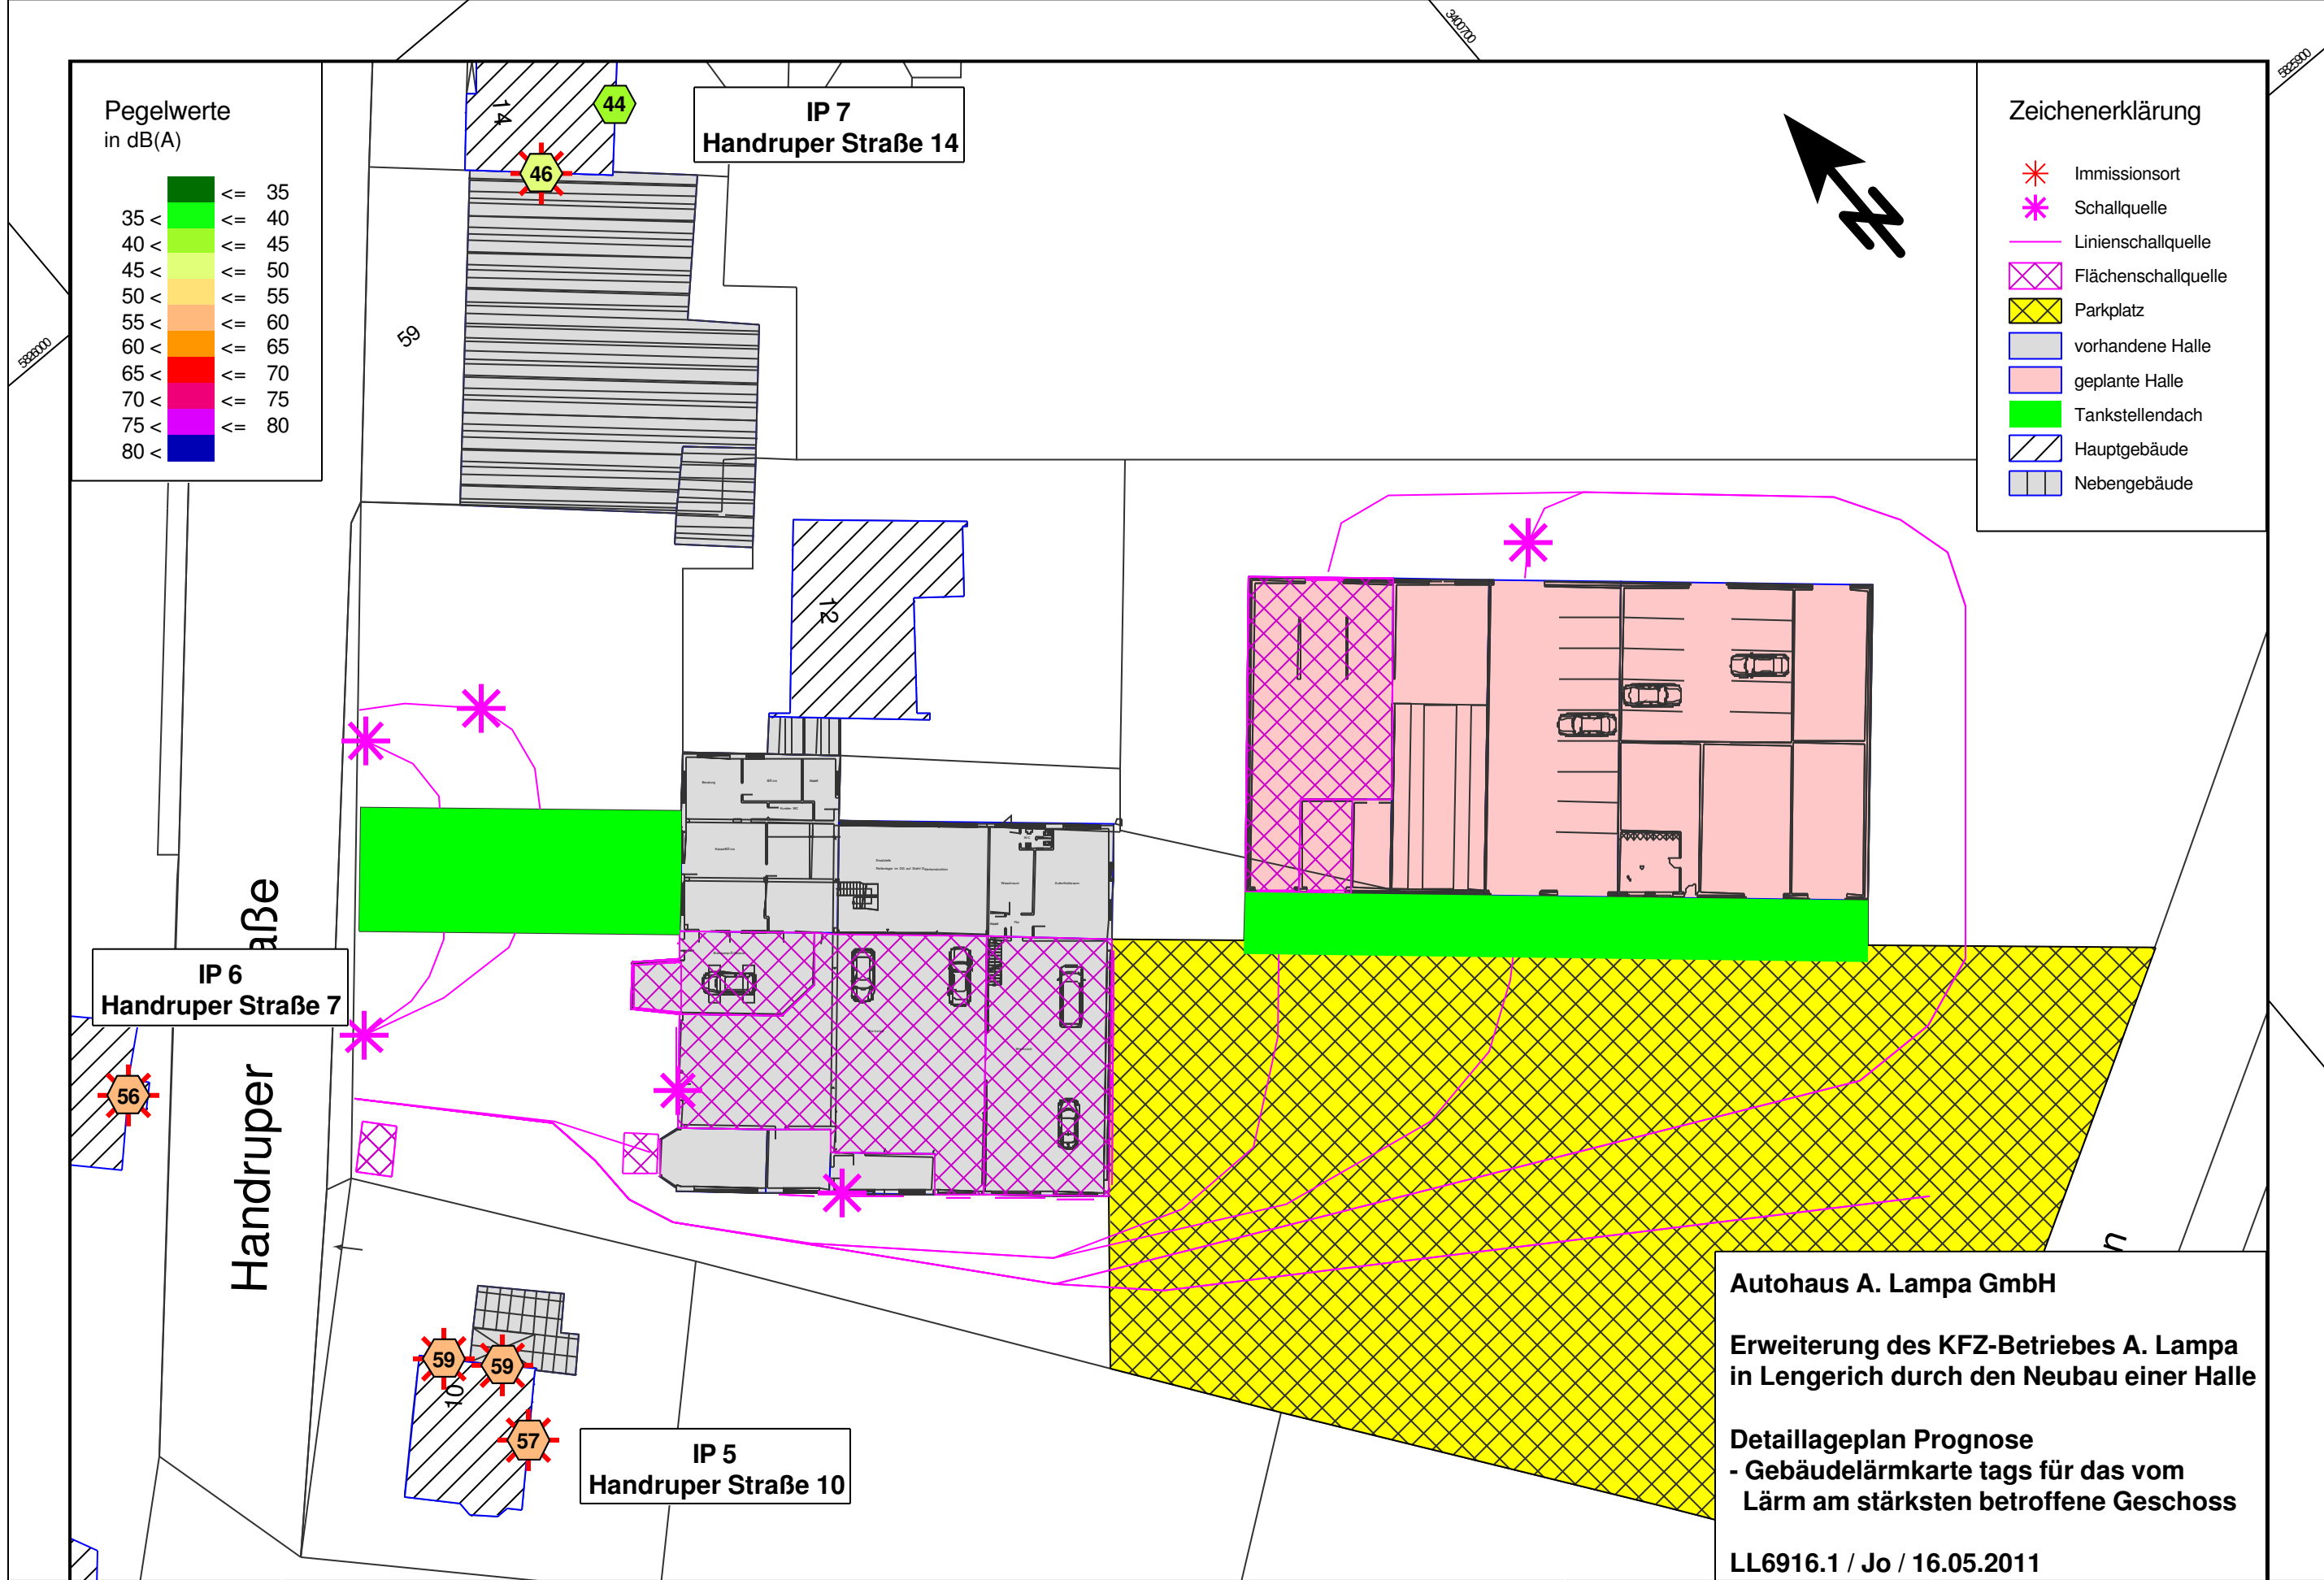 3400700
5825900
5826000
Pegelwerte
in dB(A)
<= 35
35 < <= 40
40 < <= 45
45 < <= 50
50 < <= 55
55 < <= 60
60 < <= 65
65 < <= 70
70 < <= 75
75 < <= 80
80 <
14
44
46
IP 7
Handruper Straße 14
59
12
Zeichenerklärung
Immissionsort
Schallquelle
Linienschallquelle
Flächenschallquelle
Parkplatz
vorhandene Halle
geplante Halle
Tankstellendach
Hauptgebäude
Nebengebäude
IP 6
Handruper Straße 7
56
Handruper
aße
59
59
10
57
IP 5
Handruper Straße 10
n
Autohaus A. Lampa GmbH
Erweiterung des KFZ-Betriebes A. Lampa
in Lengerich durch den Neubau einer Halle
Detaillageplan Prognose
- Gebäudelärmkarte tags für das vom
Lärm am stärksten betroffene Geschoss
LL6916.1 / Jo / 16.05.2011